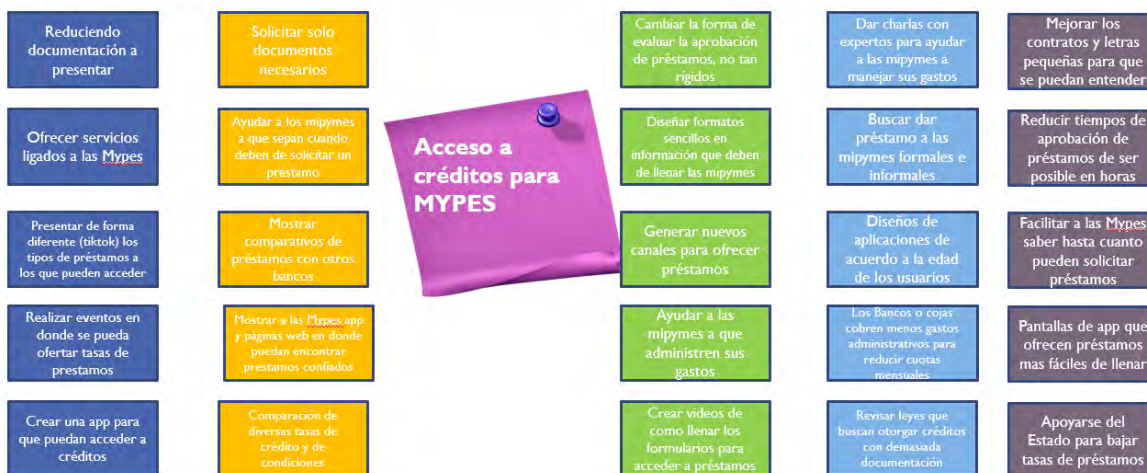 Reduciendo
documentación a
presentar
Ofrecer servicios
ligados a las Mypes
Presentar de forma
diferente (tiktok) los
tipos de préstamos a
los que pueden acceder
Realizar eventos en
donde se pueda
ofertar tasas de
prestamos
Crear una app para
que puedan acceder a
créditos
Solicitar solo
documentos
necesarios
Ayudar a los mipymes
a que sepan cuando
deben de solicitar un
préstamo
Mostrar
comparativos de
préstamos con otros
bancos
Mostrar a las Mypes app
y páginas web en donde
puedan encontrar
prestamos confiados
Comparación de
diversas tasas de
crédito y de
condiciones
Acceso a
créditos para
MYPES
Cambiar la forma de
evaluar la aprobación
de préstamos, no tan
rígidos
Diseñar formatos
sencillos en
información que deben
de llenar las mipymes
Generar nuevos
canales para ofrecer
préstamos
Ayudar a las
mipymes a que
administren sus
gastos
Crear videos de
como llenar los
formularios para
acceder a préstamos
Dar charlas con
expertos para ayudar
a las mipymes a
manejar sus gastos
Buscar dar
préstamo a las
mipymes formales e
informales
Diseños de
aplicaciones de
acuerdo a la edad
de los usuarios
Los Bancos o cojas
cobren menos gastos
administrativos para
reducir cuotas
mensuales
Revisar leyes que
buscan otorgar créditos
con demasiada
documentación
Mejorar los
contratos y letras
pequeñas para que
se puedan entender
Reducir tiempos de
aprobación de
préstamos de ser
posible en horas
Facilitar a las Mypes
saber hasta cuanto
pueden solicitar
préstamos
Pantallas de app que
ofrecen préstamos
mas fáciles de llenar
Apoyarse del
Estado para bajar
tasas de préstamos